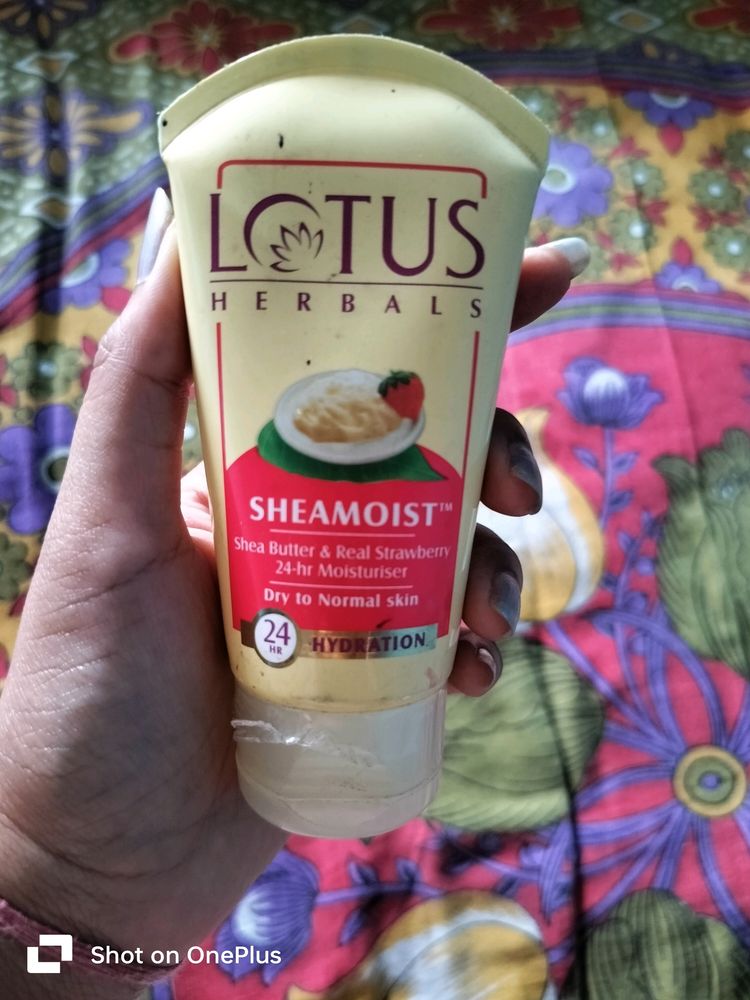 LOTUS
HERBALS
SHEAMOIST™
Shea Butter & Real Strawberry
24-hr Moisturiser
Dry to Normal skin
24
HR
HYDRATION
Shot on OnePlus